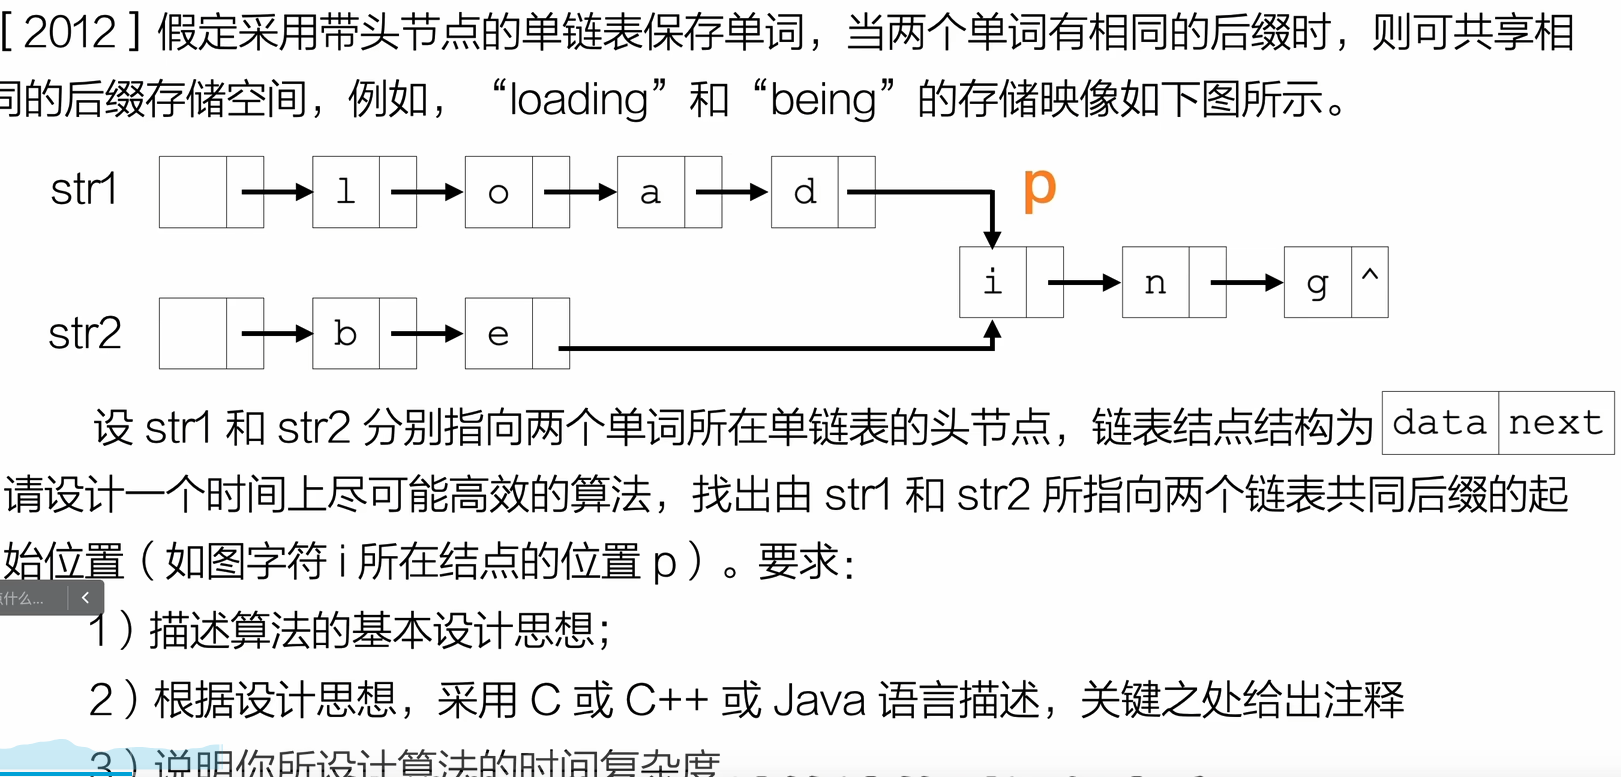 [ 2012 ] 假定采用带头节点的单链表保存单词，当两个单词有相同的后缀时，则可共享相
同的后缀存储空间，例如，“loading”和“being”的存储映像如下图所示。
str1 l o a d p
i n g ^
str2 b e
设 str1 和 str2 分别指向两个单词所在单链表的头节点，链表结点结构为 data next
请设计一个时间上尽可能高效的算法，找出由 str1 和 str2 所指向两个链表共同后缀的起
始位置（如图字符 i 所在结点的位置 p）。要求：
什么...
1）描述算法的基本设计思想；
2）根据设计思想，采用 C 或 C++ 或 Java 语言描述，关键之处给出注释
3）说明你所设计算法的时间复杂度